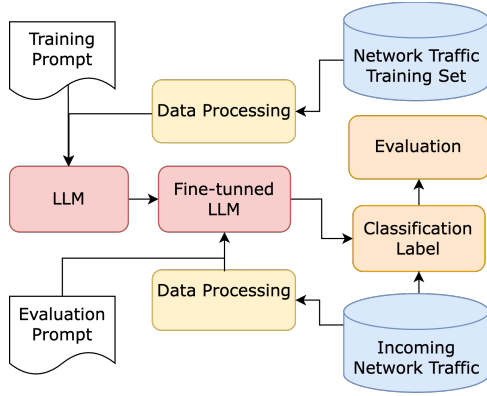 Training
Prompt
Network Traffic
Training Set
Data Processing
Evaluation
LLM
Fine-tunned
LLM
Classification
Label
Data Processing
Evaluation
Prompt
Incoming
Network Traffic